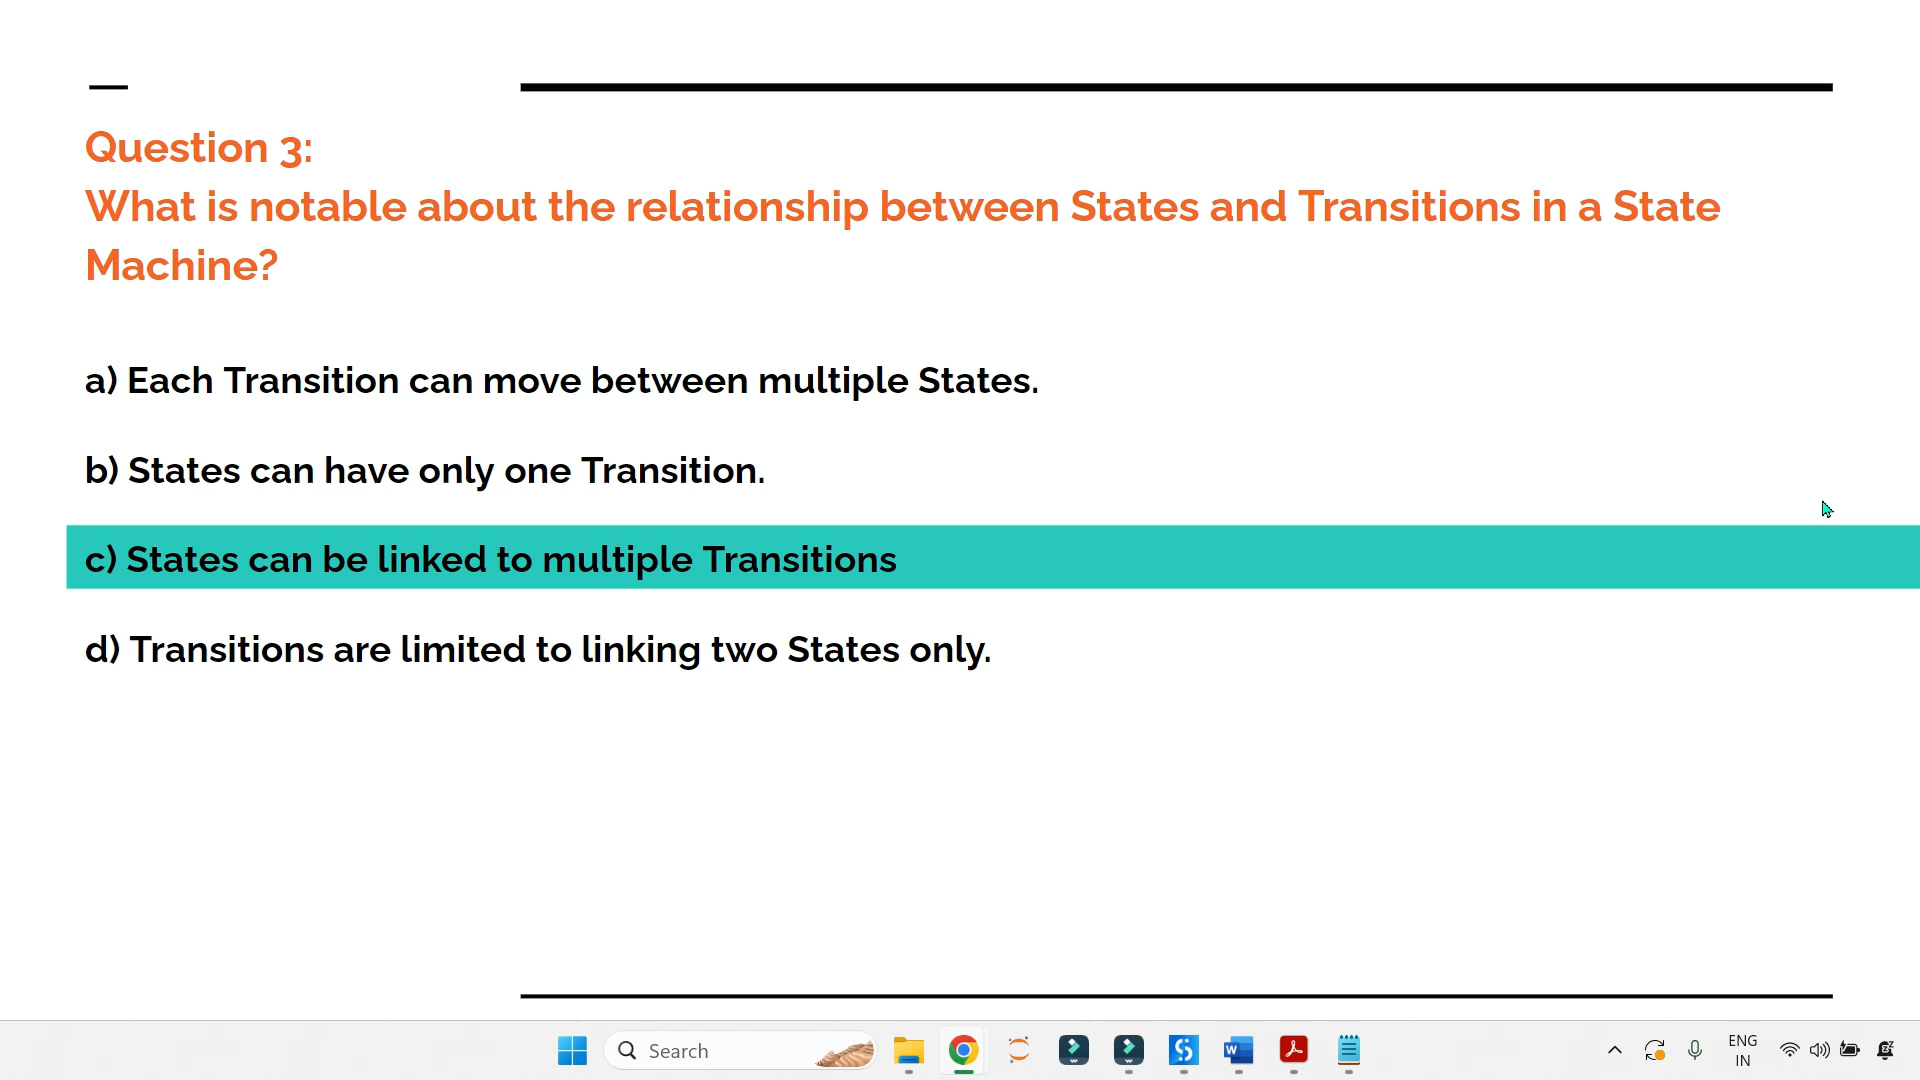 Question 3:
What is notable about the relationship between States and Transitions in a State
Machine?
a) Each Transition can move between multiple States.
b) States can have only one Transition.
c) States can be linked to multiple Transitions
d) Transitions are limited to linking two States only.
Search
ENG
IN